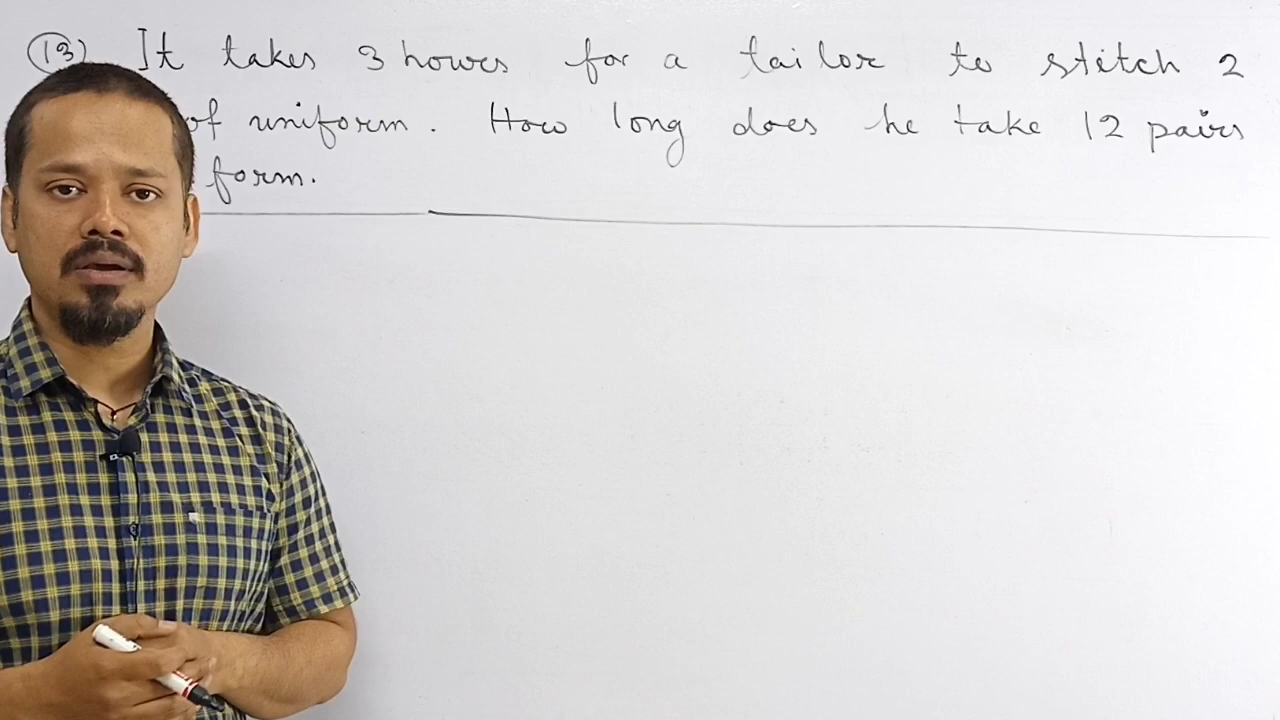 (13) It takes 3 hours for a tailor to stitch 2
of uniform. How long does he take 12 pairs
form.